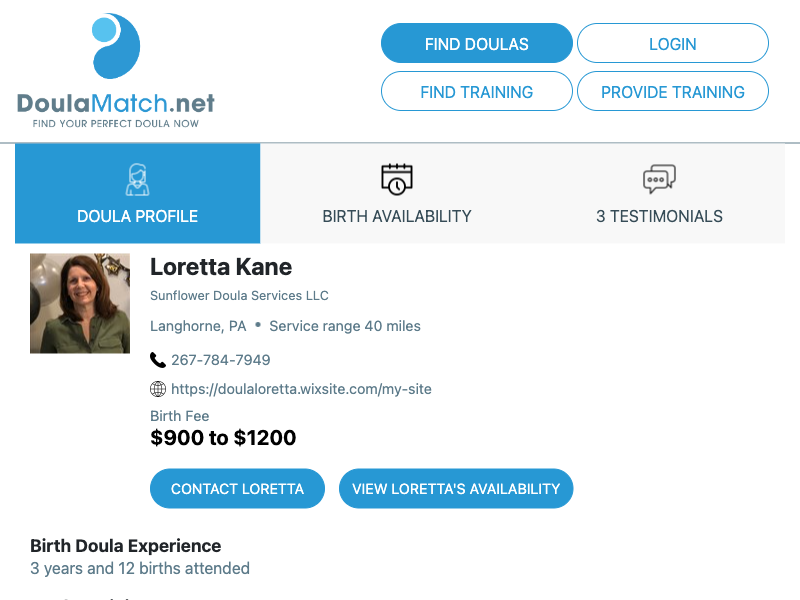 DoulaMatch.net
FIND YOUR PERFECT DOULA NOW
FIND DOULAS
LOGIN
FIND TRAINING
PROVIDE TRAINING
DOULA PROFILE
BIRTH AVAILABILITY
3 TESTIMONIALS
Loretta Kane
Sunflower Doula Services LLC
Langhorne, PA • Service range 40 miles
267-784-7949
https://doulaloretta.wixsite.com/my-site
Birth Fee
$900 to $1200
CONTACT LORETTA
VIEW LORETTA'S AVAILABILITY
Birth Doula Experience
3 years and 12 births attended